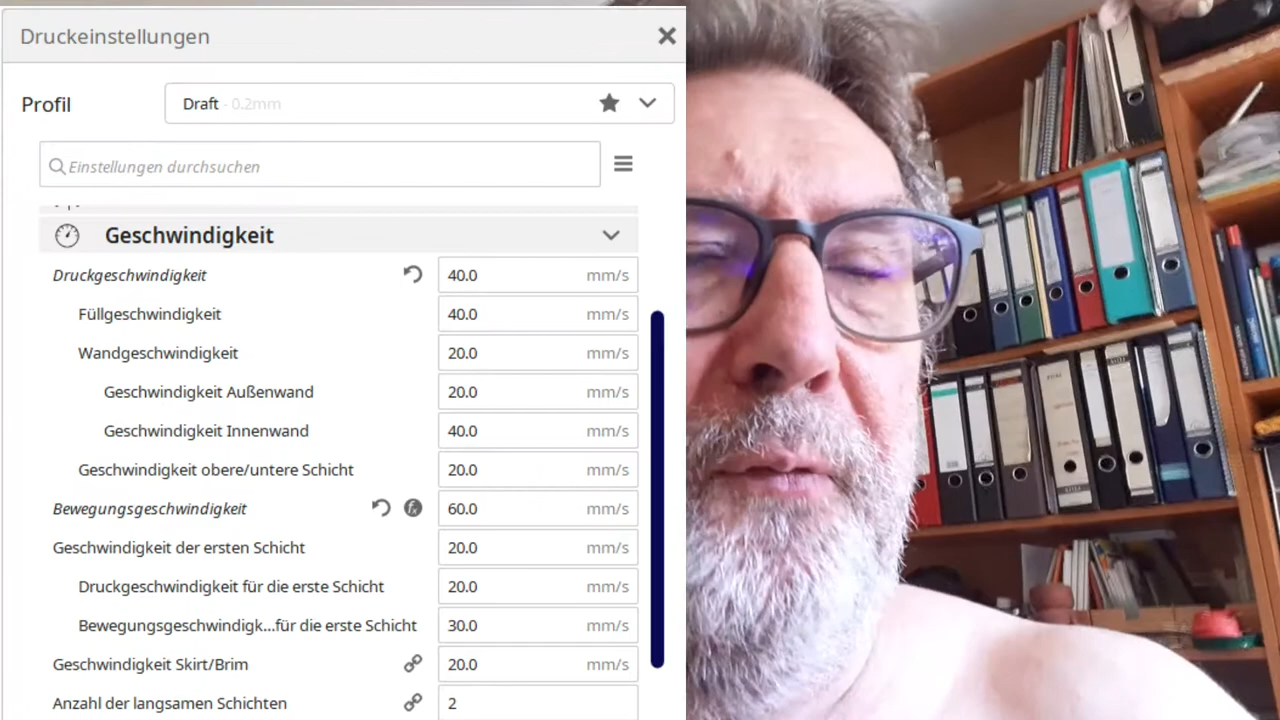 Druckeinstellungen
Profil
Draft - 0.2mm
Einstellungen durchsuchen
Geschwindigkeit
Druckgeschwindigkeit 40.0 mm/s
Füllgeschwindigkeit 40.0 mm/s
Wandgeschwindigkeit 20.0 mm/s
Geschwindigkeit Außenwand 20.0 mm/s
Geschwindigkeit Innenwand 40.0 mm/s
Geschwindigkeit obere/untere Schicht 20.0 mm/s
Bewegungsgeschwindigkeit 60.0 mm/s
Geschwindigkeit der ersten Schicht 20.0 mm/s
Druckgeschwindigkeit für die erste Schicht 20.0 mm/s
Bewegungsgeschwindigk...für die erste Schicht 30.0 mm/s
Geschwindigkeit Skirt/Brim 20.0 mm/s
Anzahl der langsamen Schichten 2